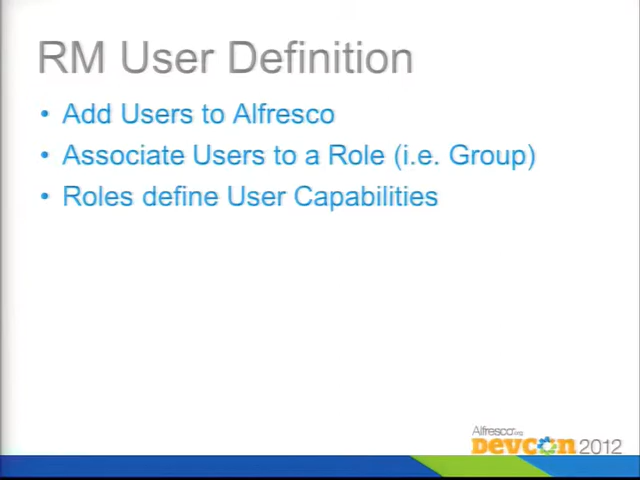 RM User Definition
• Add Users to Alfresco
• Associate Users to a Role (i.e. Group)
• Roles define User Capabilities
Alfresco.org
DEVCON 2012